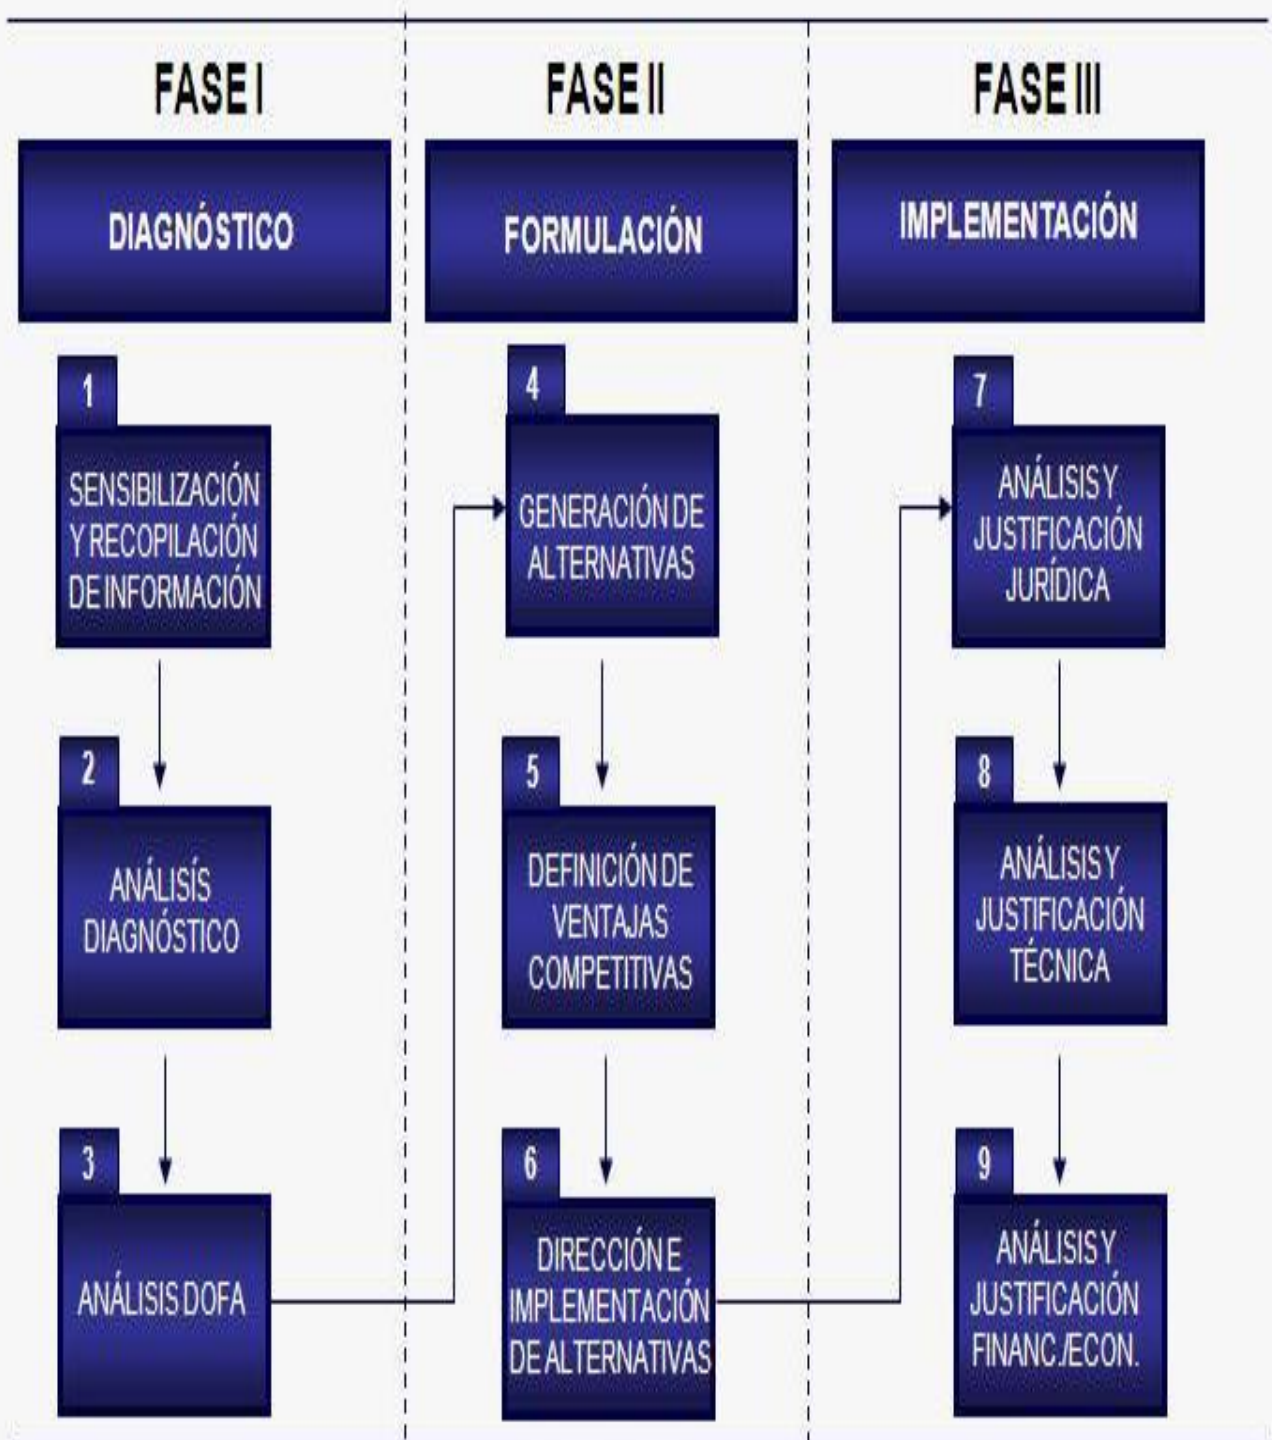 FASE I
DIAGNÓSTICO
1
SENSIBILIZACIÓN
Y RECOPILACIÓN
DE INFORMACIÓN
2
ANÁLISÍS
DIAGNÓSTICO
3
ANÁLISIS DOFA
FASE II
FORMULACIÓN
4
GENERACIÓN DE
ALTERNATIVAS
5
DEFINICIÓN DE
VENTAJAS
COMPETITIVAS
6
DIRECCIÓN E
IMPLEMENTACIÓN
DE ALTERNATIVAS
FASE III
IMPLEMENTACIÓN
7
ANÁLISIS Y
JUSTIFICACIÓN
JURÍDICA
8
ANÁLISIS Y
JUSTIFICACIÓN
TÉCNICA
9
ANÁLISIS Y
JUSTIFICACIÓN
FINANC./ECON.